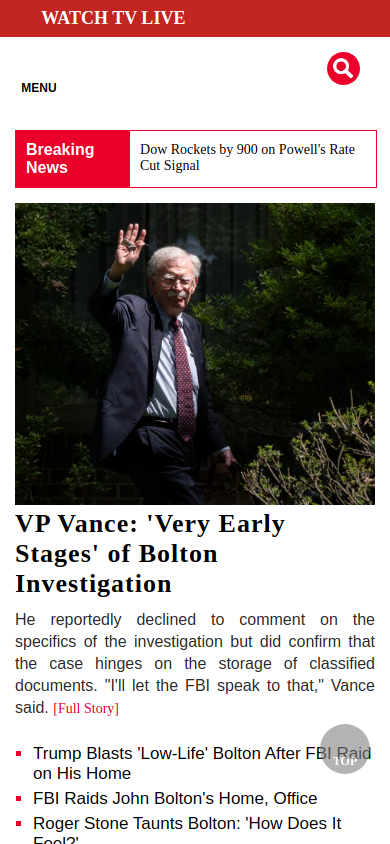 WATCH TV LIVE
MENU
Breaking
News
Dow Rockets by 900 on Powell's Rate
Cut Signal
VP Vance: 'Very Early
Stages' of Bolton
Investigation
He reportedly declined to comment on the
specifics of the investigation but did confirm that
the case hinges on the storage of classified
documents. "I'll let the FBI speak to that," Vance
said. [Full Story]
Trump Blasts 'Low-Life' Bolton After FBI Raid
on His Home
TOP
FBI Raids John Bolton's Home, Office
Roger Stone Taunts Bolton: 'How Does It
Feel?'